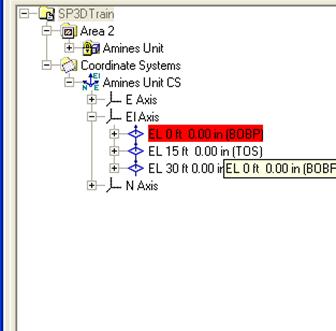 SP3DTrain
Area 2
Amines Unit
Coordinate Systems
Amines Unit CS
E Axis
El Axis
EL 0 ft 0.00 in (BOBP)
EL 15 ft 0.00 in (TOS)
EL 30 ft 0.00 in
EL 0 ft 0.00 in (BOBP
N Axis